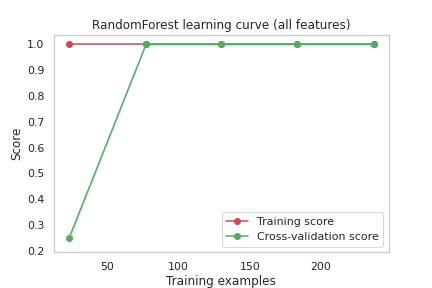 RandomForest learning curve (all features)
1.0
0.9
0.8
0.7
0.6
0.5
0.4
0.3
0.2
Score
50
100
150
200
Training examples
Training score
Cross-validation score